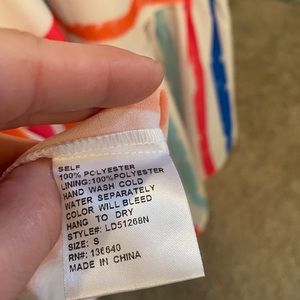 SELF
100% POLYESTER
LINING:100%POLYESTER
HAND WASH COLD
WATER SEPARATELY
COLOR WILL BLEED
HANG TO DRY
STYLE#: LD51268N
SIZE: S
RN#: 136640
MADE IN CHINA